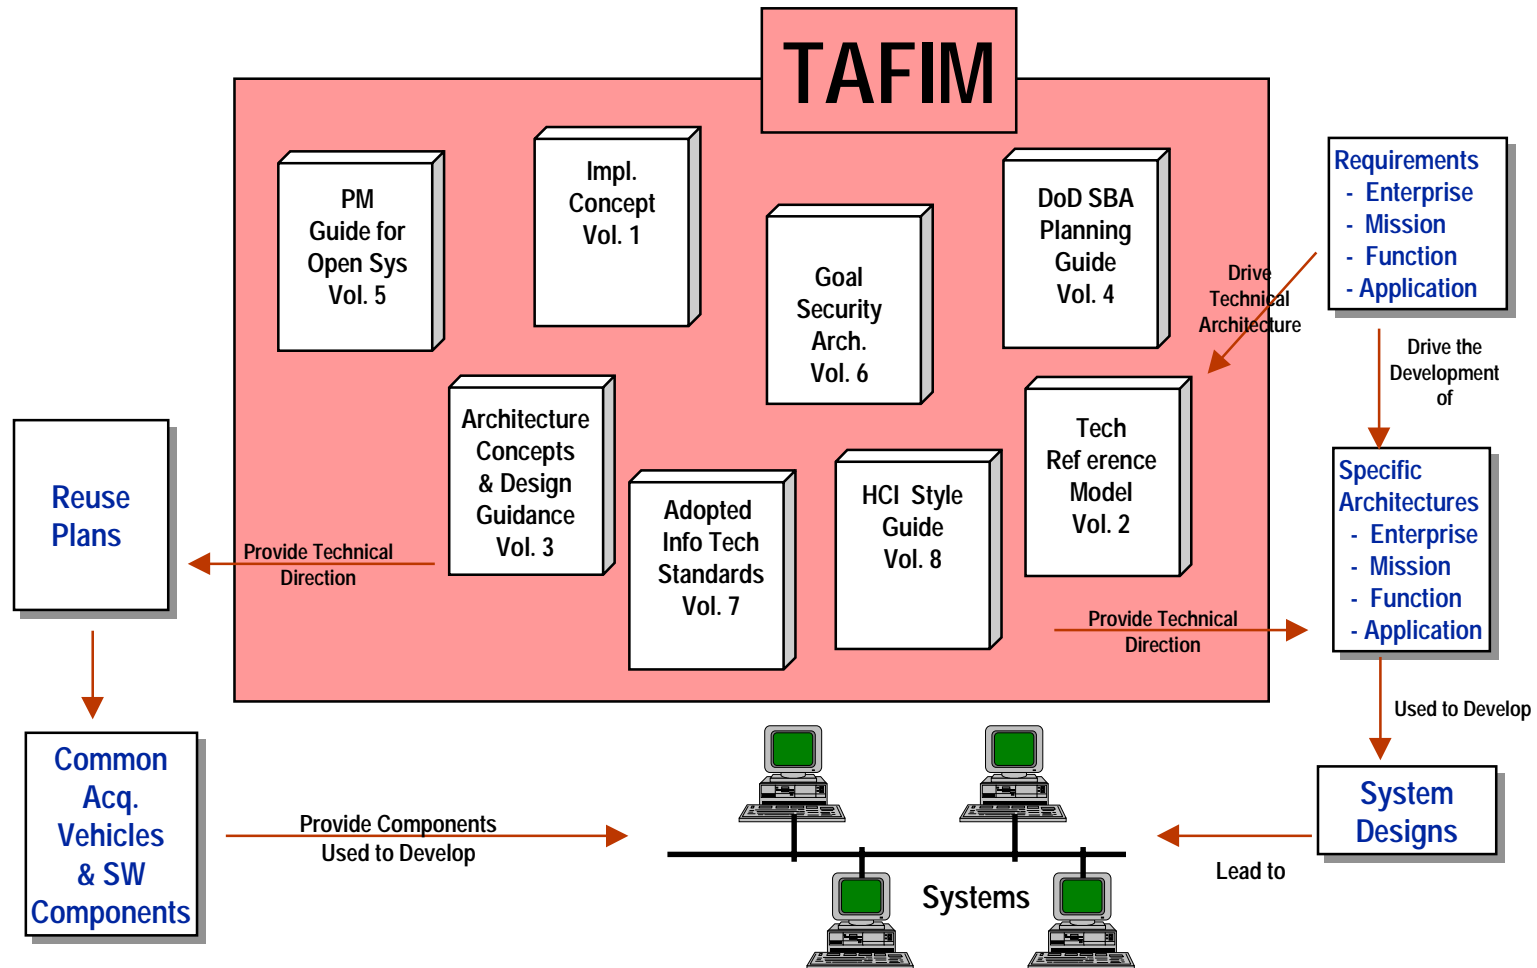 TAFIM
PM
Guide for
Open Sys
Vol. 5
Impl.
Concept
Vol. 1
Goal
Security
Arch.
Vol. 6
DoD SBA
Planning
Guide
Vol. 4
Architecture
Concepts
& Design
Guidance
Vol. 3
Adopted
Info Tech
Standards
Vol. 7
HCI Style
Guide
Vol. 8
Tech
Ref erence
Model
Vol. 2
Drive
Technical
Architecture
Requirements
- Enterprise
- Mission
- Function
- Application
Drive the
Development
of
Specific
Architectures
- Enterprise
- Mission
- Function
- Application
Provide Technical
Direction
Used to Develop
System
Designs
Lead to
Reuse
Plans
Provide Technical
Direction
Common
Acq.
Vehicles
& SW
Components
Provide Components
Used to Develop
Systems